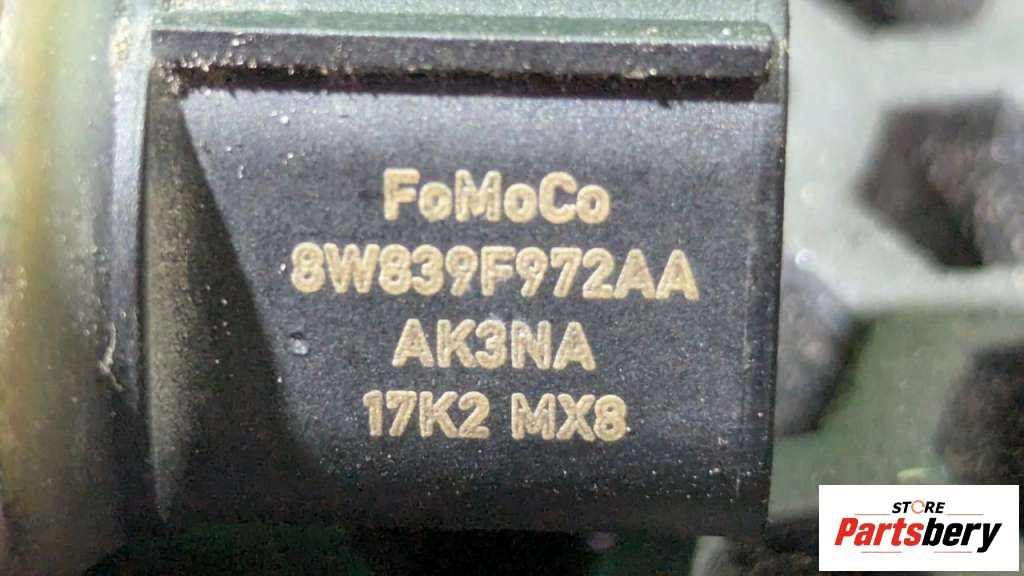 FoMoCo
8W839F972AA
AK3NA
17K2 MX8
STORE
Partsbery